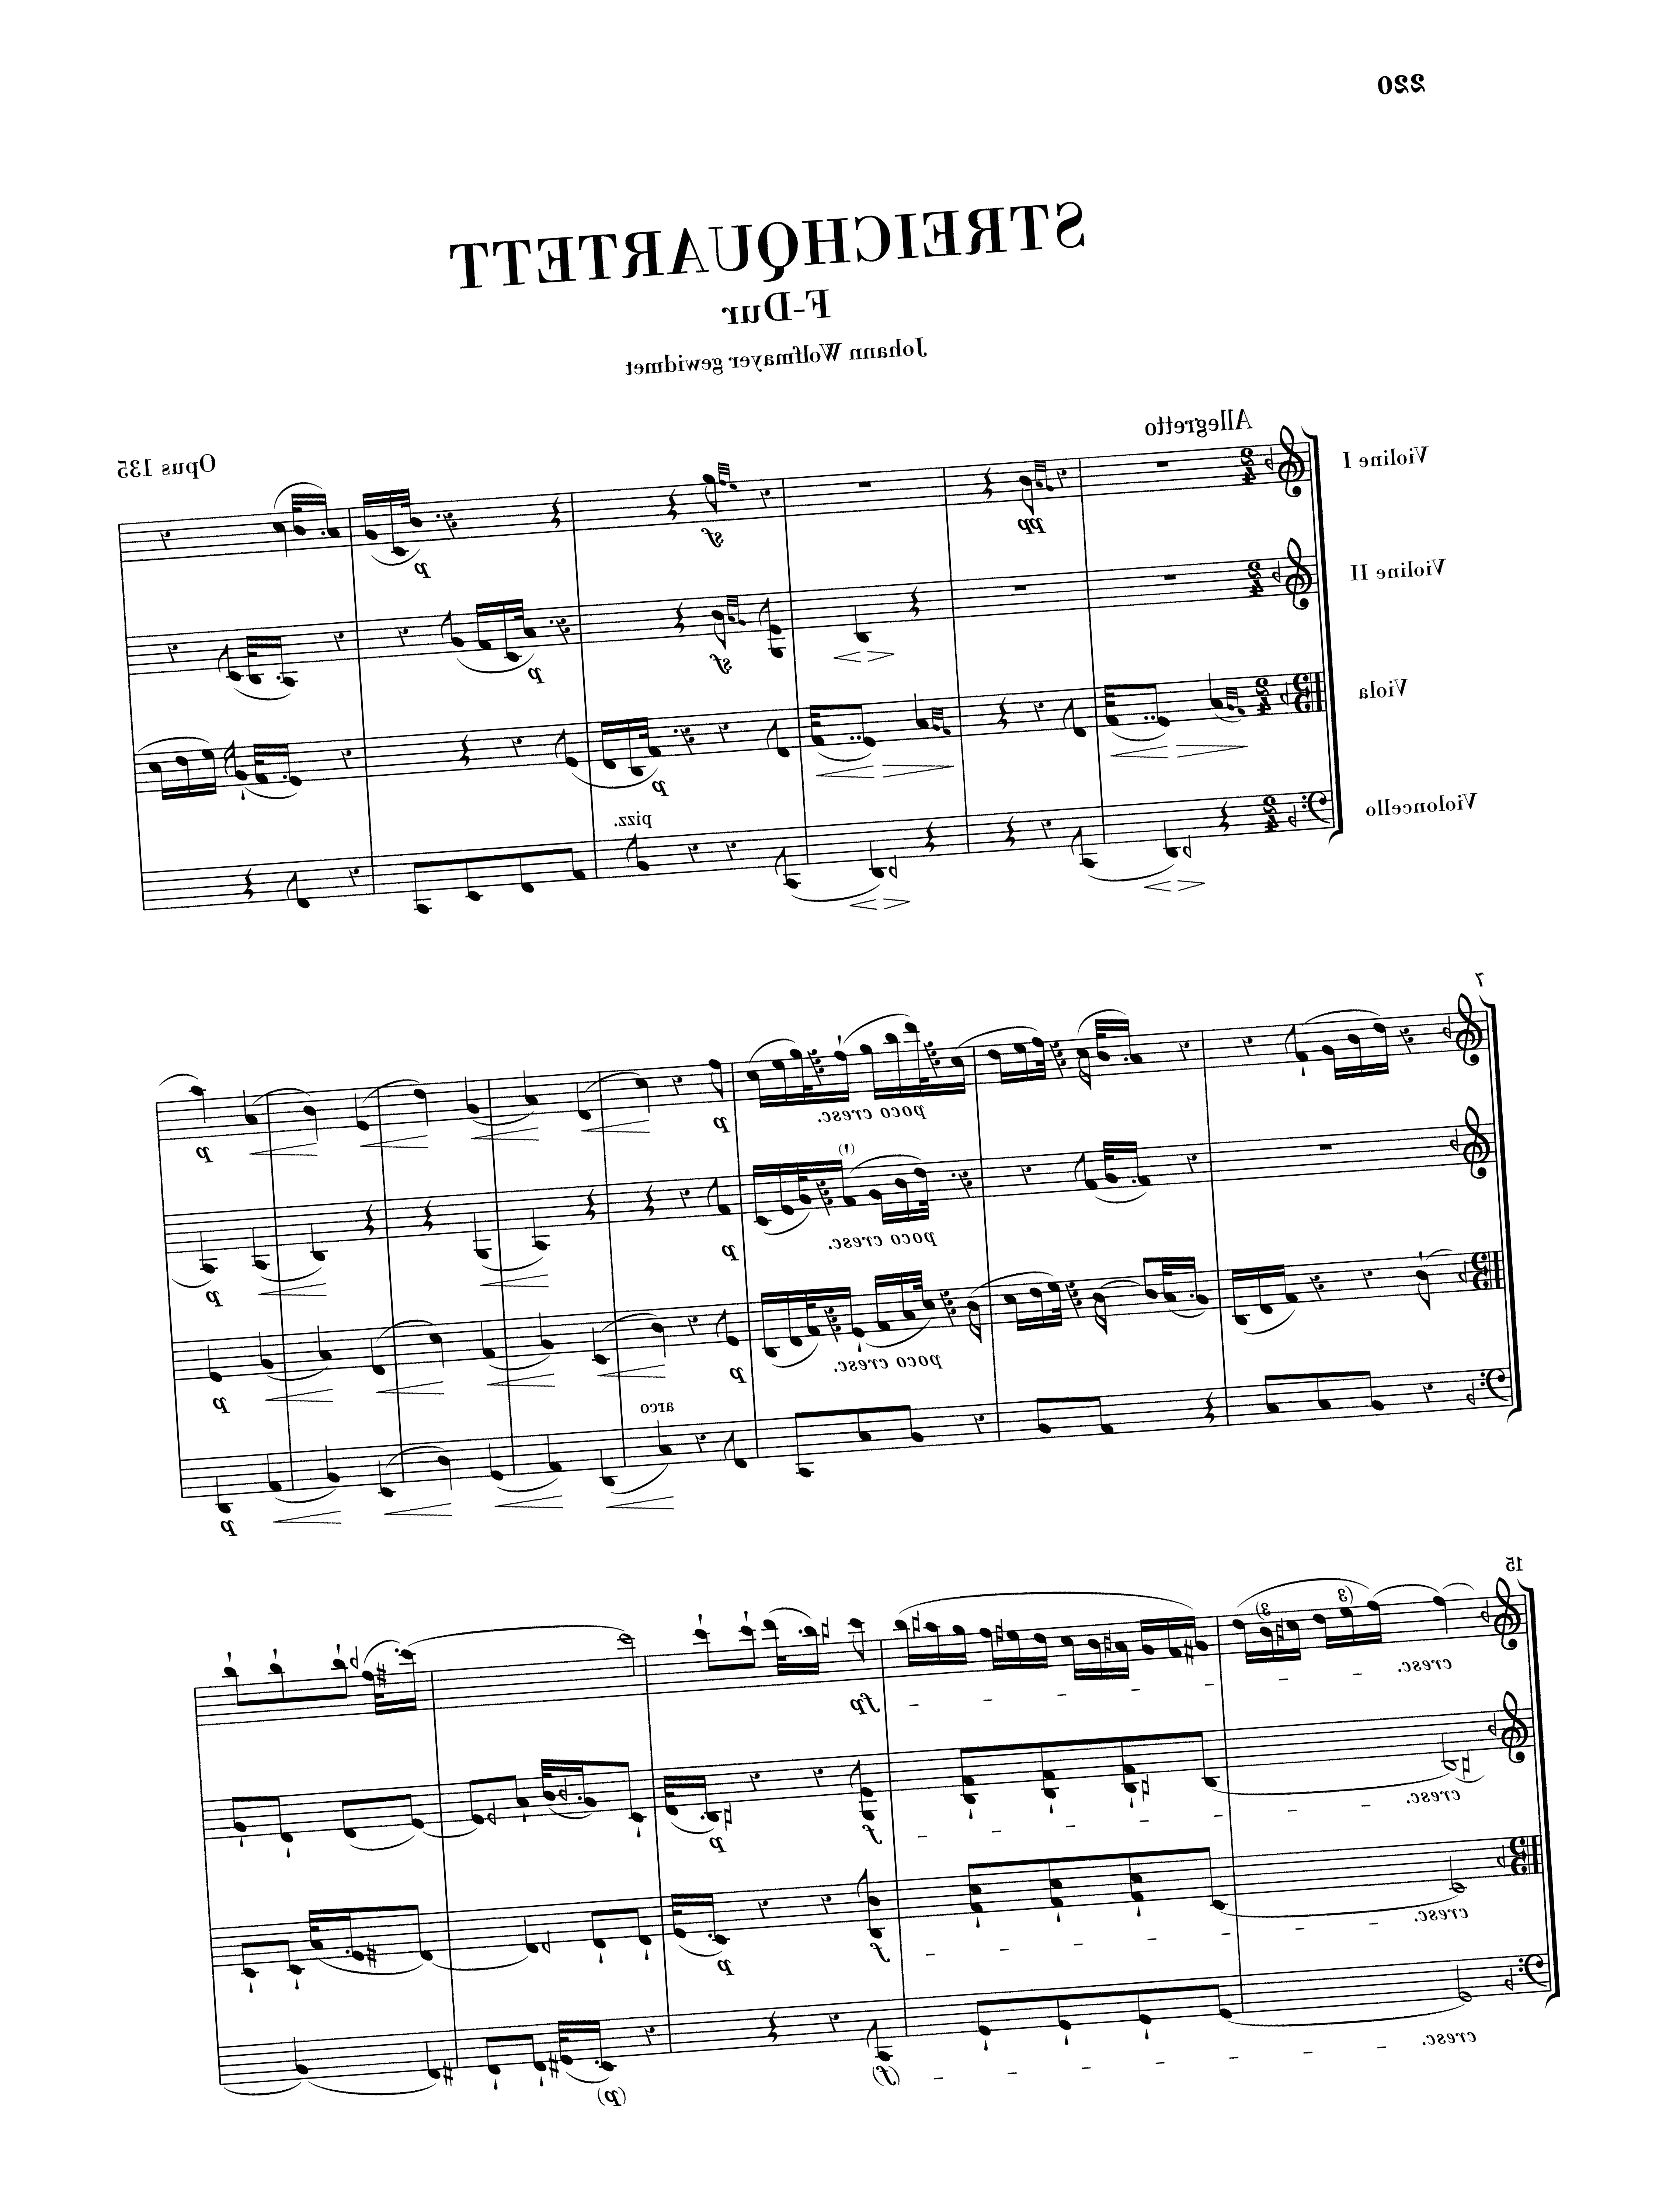 220
STREICHQUARTETT
F-Dur
Johann Wolfmayer gewidmet
Opus 135
Allegretto
Violine I
pp
sf
p
Violine II
sf
p
Viola
p
Violoncello
pizz.
7
poco cresc.
p
p
poco cresc.
p
p
poco cresc.
p
p
arco
p
15
cresc.
3)
(3
fp
cresc.
f
p
cresc.
f
p
cresc.
(f)
(p)